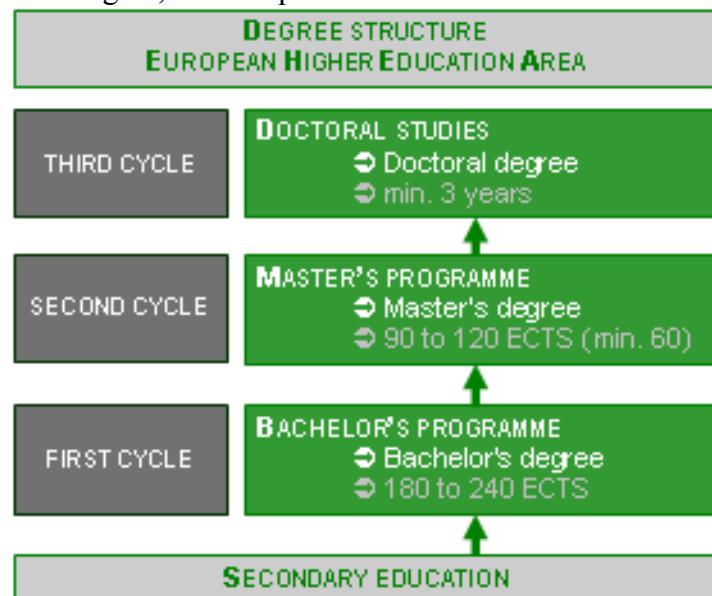 DEGREE STRUCTURE
EUROPEAN HIGHER EDUCATION AREA
THIRD CYCLE
DOCTORAL STUDIES
➲ Doctoral degree
➲ min. 3 years
SECOND CYCLE
MASTER'S PROGRAMME
➲ Master's degree
➲ 90 to 120 ECTS (min. 60)
FIRST CYCLE
BACHELOR'S PROGRAMME
➲ Bachelor's degree
➲ 180 to 240 ECTS
SECONDARY EDUCATION